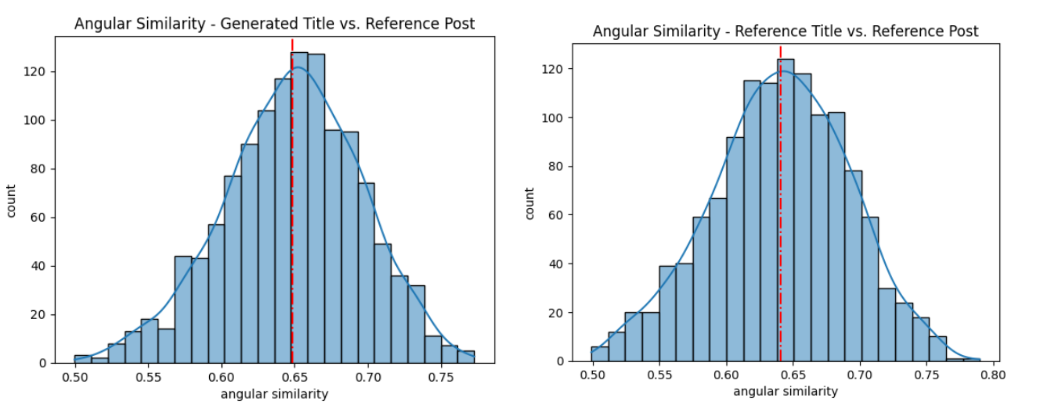 Angular Similarity - Generated Title vs. Reference Post
count
120
100
80
60
40
20
0
0.50 0.55 0.60 0.65 0.70 0.75
angular similarity
Angular Similarity - Reference Title vs. Reference Post
count
120
100
80
60
40
20
0
0.50 0.55 0.60 0.65 0.70 0.75 0.80
angular similarity